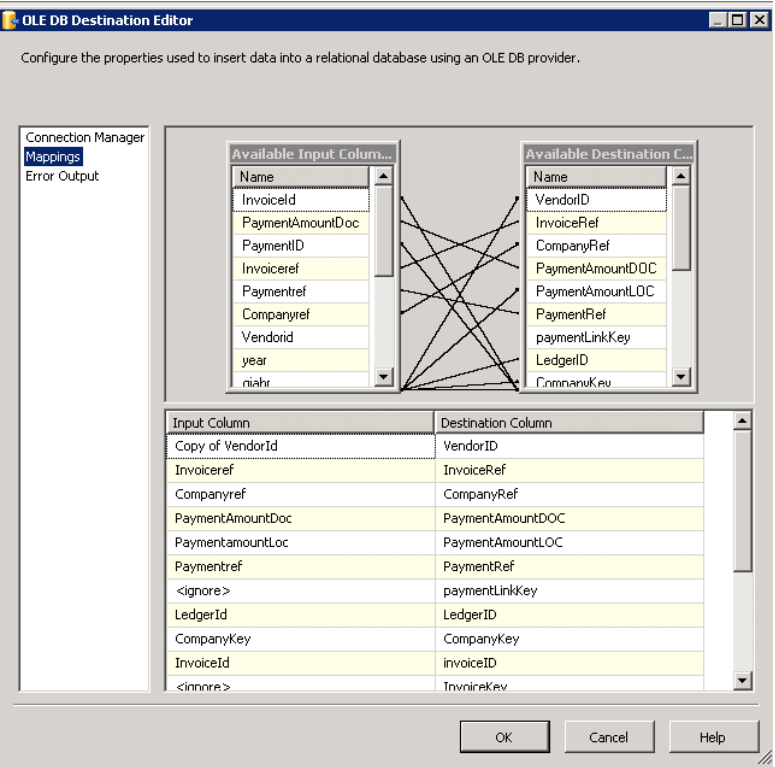 OLE DB Destination Editor
Configure the properties used to insert data into a relational database using an OLE DB provider.
Connection Manager
Mappings
Error Output
Available Input Colum...
Name
InvoiceId
PaymentAmountDoc
PaymentID
Invoiceref
Paymentref
Companyref
Vendorid
year
gjahr
Available Destination C...
Name
VendorID
InvoiceRef
CompanyRef
PaymentAmountDOC
PaymentAmountLOC
PaymentRef
paymentLinkKey
LedgerID
CompanyKey
Input Column Destination Column
Copy of VendorId VendorID
Invoiceref InvoiceRef
Companyref CompanyRef
PaymentAmountDoc PaymentAmountDOC
PaymentamountLoc PaymentAmountLOC
Paymentref PaymentRef
<ignore> paymentLinkKey
LedgerId LedgerID
CompanyKey CompanyKey
InvoiceId invoiceID
<ignore> InvoiceKey
OK Cancel Help